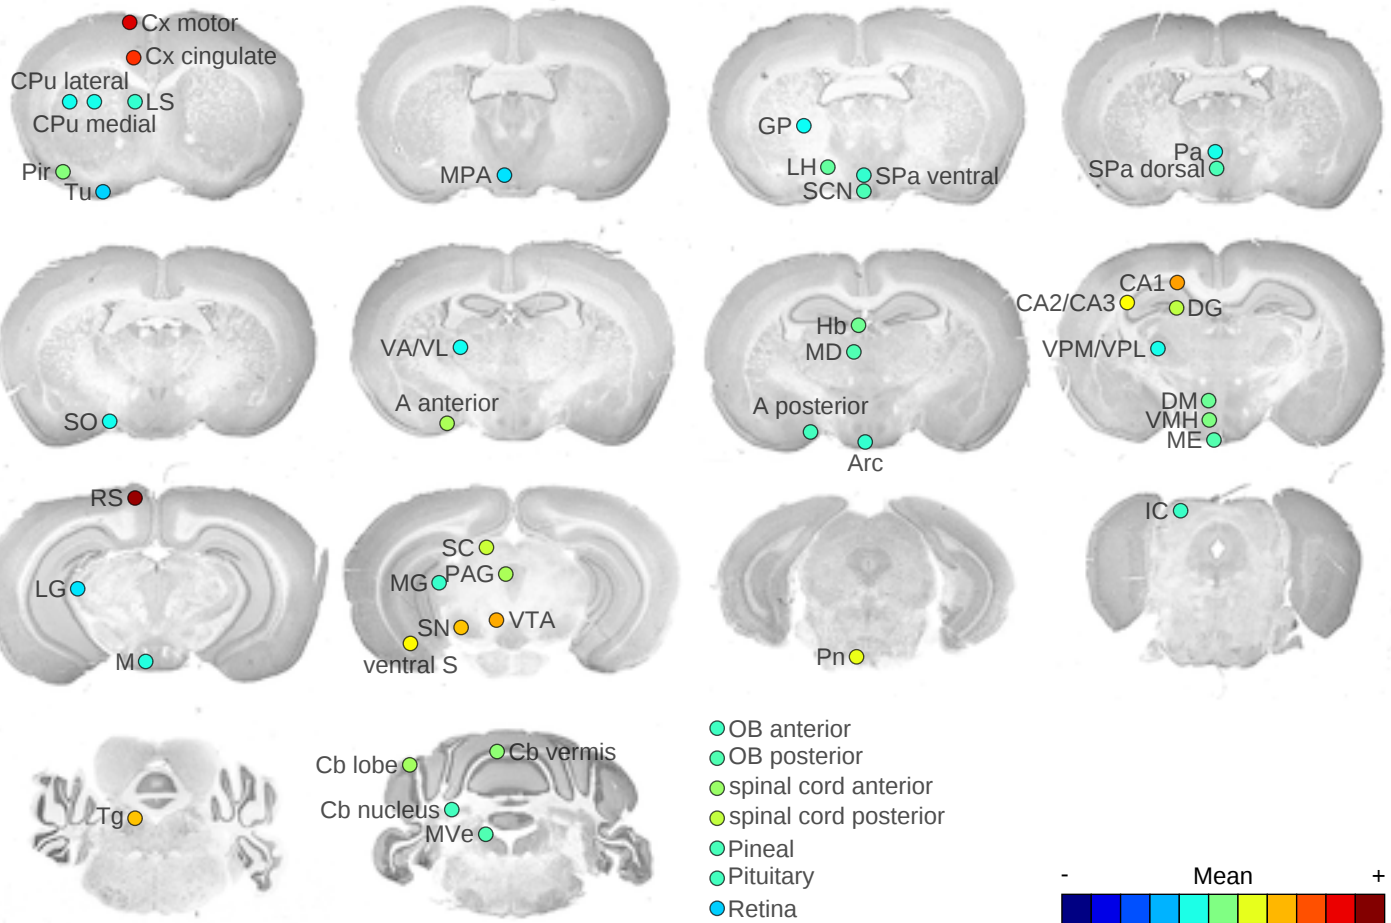 Cx motor
Cx cingulate
CPu lateral
LS
CPu medial
Pir
Tu
MPA
GP
LH
SPa ventral
SCN
Pa
SPa dorsal
SO
VA/VL
A anterior
Hb
MD
A posterior
Arc
CA1
CA2/CA3
DG
VPM/VPL
DM
VMH
ME
RS
LG
M
SC
MG
PAG
SN
VTA
ventral S
Pn
IC
Tg
Cb vermis
Cb lobe
Cb nucleus
MVe
OB anterior
OB posterior
spinal cord anterior
spinal cord posterior
Pineal
Pituitary
Retina
- Mean +